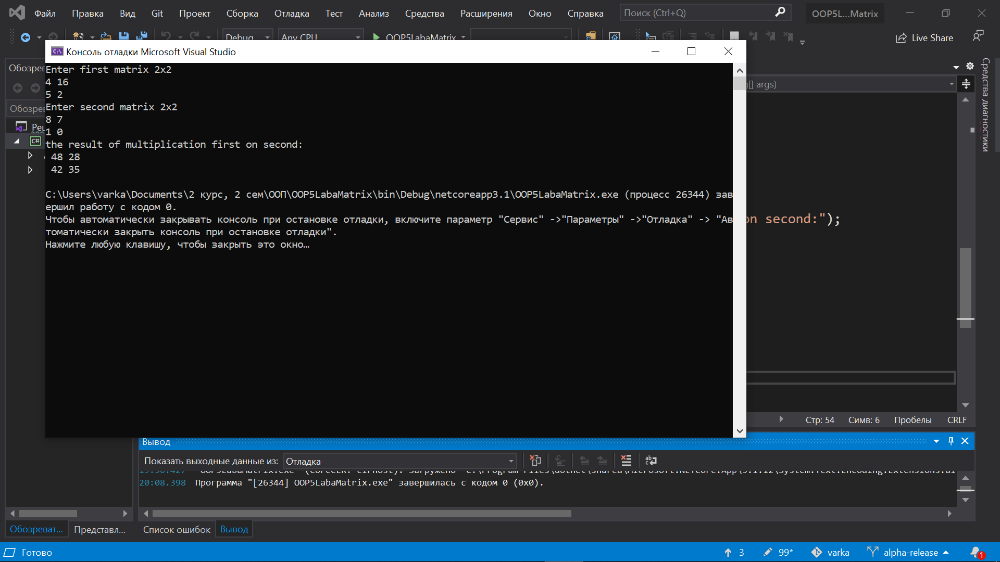 Файл Правка Вид Git Проект Сборка Отладка Тест Анализ Средства Расширения Окно Справка Поиск (Ctrl+Q) OOP5L...Matrix
Debug Any CPU OOP5LabaMatrix Live Share
Консоль отладки Microsoft Visual Studio
Enter first matrix 2x2
4 16
5 2
Enter second matrix 2x2
8 7
1 0
the result of multiplication first on second:
48 28
42 35
C:\Users\varka\Documents\2 курс, 2 сем\ООП\OOP5LabaMatrix\bin\Debug\netcoreapp3.1\OOP5LabaMatrix.exe (процесс 26344) зав
ершил работу с кодом 0.
Чтобы автоматически закрывать консоль при остановке отладки, включите параметр "Сервис" ->"Параметры" ->"Отладка" -> "Ав
томатически закрыть консоль при остановке отладки".
Нажмите любую клавишу, чтобы закрыть это окно…
Обозрев
Обозрев
Реш
C#
[] args)
on second:");
Средства диагностики
Стр: 54 Симв: 6 Пробелы CRLF
Вывод
Показать выходные данные из: Отладка
20:08.398 Программа "[26344] OOP5LabaMatrix.exe" завершилась с кодом 0 (0x0).
Обозреват... Представл... Список ошибок Вывод
Готово 3 99* varka alpha-release 1